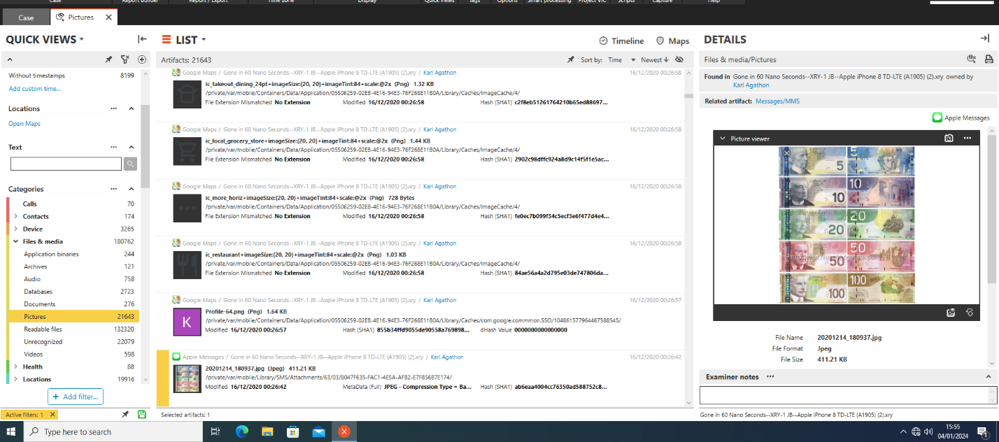 Case
Report Builder
Report / Export
Time zone
Display
Quick Views
Tags
Options
Smart processing
Project VIC
Scripts
Capture
Help
Case
Pictures
QUICK VIEWS
Without timestamps 8199
Add custom time...
Locations
Open Maps
Text
Categories
Calls 70
Contacts 174
Device 3265
Files & media 180762
Application binaries 244
Archives 121
Audio 758
Databases 2723
Documents 276
Pictures 21643
Readable files 132320
Unrecognized 22079
Videos 598
Health 88
Locations 19916
+ Add filter...
Active filters: 1
LIST
Timeline
Maps
Artifacts: 21643
Sort by: Time Newest
Google Maps / Gone in 60 Nano Seconds--XRY-1 JB--Apple iPhone 8 TD-LTE (A1905) (2).xry / Karl Agathon 16/12/2020 00:26:58
ic_takeout_dining_24pt+imageSize:{20, 20}+imageTint:84+scale:@2x (Png) 1.32 KB
/private/var/mobile/Containers/Data/Application/05506259-02EB-4E16-94E3-76F268E11B0A/Library/Caches/ImageCache/4/
File Extension Mismatched No Extension Modified 16/12/2020 00:26:58 Hash (SHA1) c2f8eb51261764210b65ed88697...
Google Maps / Gone in 60 Nano Seconds--XRY-1 JB--Apple iPhone 8 TD-LTE (A1905) (2).xry / Karl Agathon 16/12/2020 00:26:58
ic_local_grocery_store+imageSize:{20, 20}+imageTint:84+scale:@2x (Png) 1.44 KB
/private/var/mobile/Containers/Data/Application/05506259-02EB-4E16-94E3-76F268E11B0A/Library/Caches/ImageCache/4/
File Extension Mismatched No Extension Modified 16/12/2020 00:26:58 Hash (SHA1) 2902c98dffc924a8d9c14f5f1e5ac...
Google Maps / Gone in 60 Nano Seconds--XRY-1 JB--Apple iPhone 8 TD-LTE (A1905) (2).xry / Karl Agathon 16/12/2020 00:26:58
ic_more_horiz+imageSize:{20, 20}+imageTint:84+scale:@2x (Png) 728 Bytes
/private/var/mobile/Containers/Data/Application/05506259-02EB-4E16-94E3-76F268E11B0A/Library/Caches/ImageCache/4/
File Extension Mismatched No Extension Modified 16/12/2020 00:26:58 Hash (SHA1) fe0ec7b099f34c5ecf3e6f477d4e4...
Google Maps / Gone in 60 Nano Seconds--XRY-1 JB--Apple iPhone 8 TD-LTE (A1905) (2).xry / Karl Agathon 16/12/2020 00:26:58
ic_restaurant+imageSize:{20, 20}+imageTint:84+scale:@2x (Png) 1.03 KB
/private/var/mobile/Containers/Data/Application/05506259-02EB-4E16-94E3-76F268E11B0A/Library/Caches/ImageCache/4/
File Extension Mismatched No Extension Modified 16/12/2020 00:26:58 Hash (SHA1) 84ae56a4a2d795e03de747806da...
Google Maps / Gone in 60 Nano Seconds--XRY-1 JB--Apple iPhone 8 TD-LTE (A1905) (2).xry / Karl Agathon 16/12/2020 00:26:57
K
Profile-64.png (Png) 1.64 KB
/private/var/mobile/Containers/Data/Application/05506259-02EB-4E16-94E3-76F268E11B0A/Library/Caches/com.google.commmon.SSO/104861577964467588545/
Modified 16/12/2020 00:26:57 Hash (SHA1) 855b34ffd9055de90558a769898... dHash Value 0000000000000000
Apple Messages / Gone in 60 Nano Seconds--XRY-1 JB--Apple iPhone 8 TD-LTE (A1905) (2).xry / Karl Agathon 16/12/2020 00:26:42
20201214_180937.jpg (Jpeg) 411.21 KB
/private/var/mobile/Library/SMS/Attachments/63/03/8047F635-FAC1-4E5A-AFB2-E7F85687E174/
Modified 16/12/2020 00:26:42 MetaData (Full) JPEG - Compression Type = Ba... Hash (SHA1) ab6eaa4004cc76350ad588752c8...
Selected artifacts: 1
DETAILS
Files & media/Pictures
Found in Gone in 60 Nano Seconds--XRY-1 JB--Apple iPhone 8 TD-LTE (A1905) (2).xry owned by
Karl Agathon
Related artifact: Messages/MMS
Apple Messages
Picture viewer
5 5
10 10
20 20
50 50
100 100
File Name 20201214_180937.jpg
File Format Jpeg
File Size 411.21 KB
Examiner notes
Gone in 60 Nano Seconds--XRY-1 JB--Apple iPhone 8 TD-LTE (A1905) (2).xry
Type here to search
15:55
04/01/2024
1